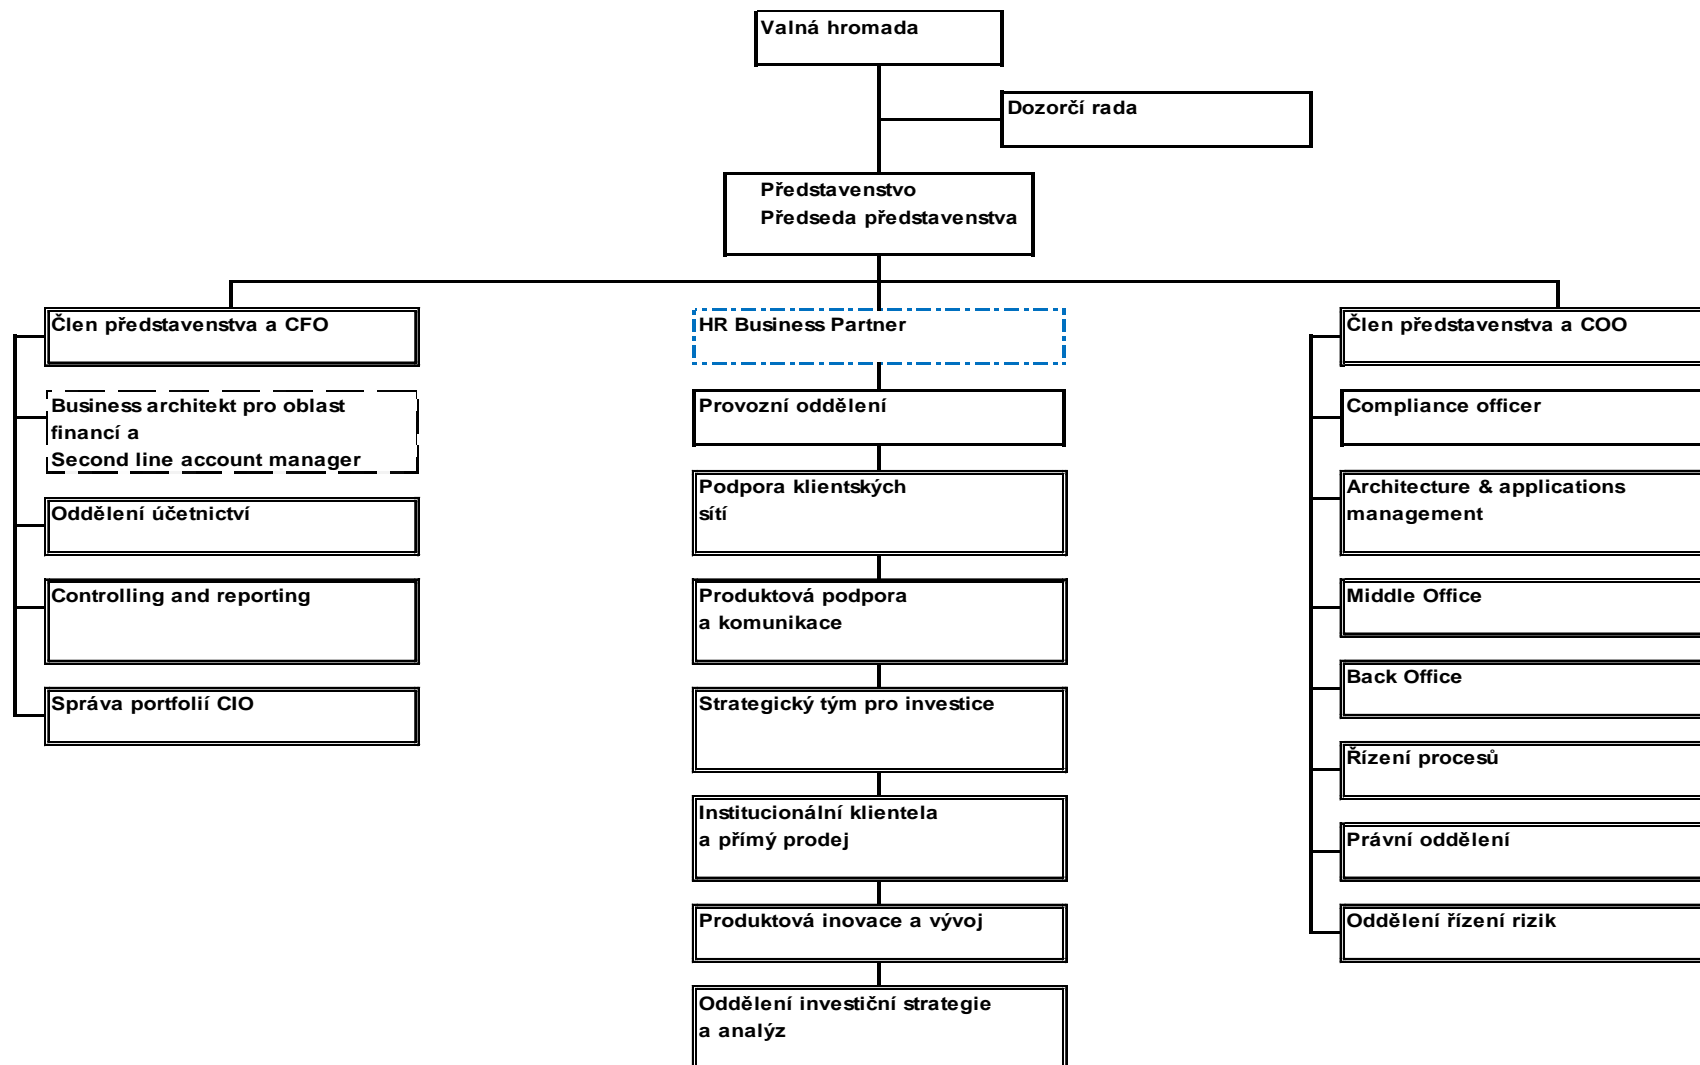 Valná hromada
Dozorčí rada
Představenstvo
Předseda představenstva
Člen představenstva a CFO
Business architekt pro oblast
financí a
Second line account manager
Oddělení účetnictví
Controlling and reporting
Správa portfolií CIO
HR Business Partner
Provozní oddělení
Podpora klientských
sítí
Produktová podpora
a komunikace
Strategický tým pro investice
Institucionální klientela
a přímý prodej
Produktová inovace a vývoj
Oddělení investiční strategie
a analýz
Člen představenstva a COO
Compliance officer
Architecture & applications
management
Middle Office
Back Office
Řízení procesů
Právní oddělení
Oddělení řízení rizik